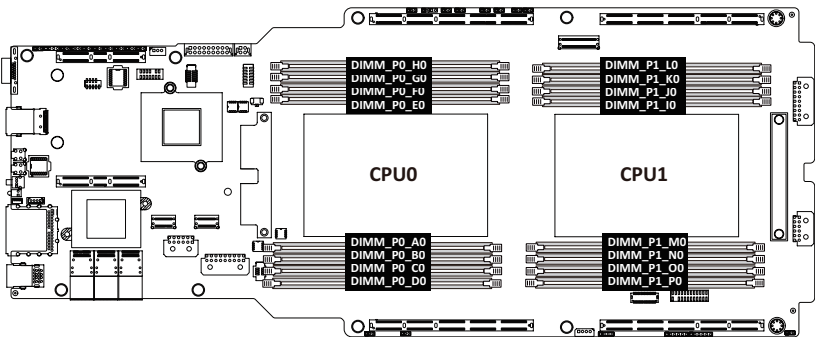 DIMM_P0_H0
DIMM_P0_G0
DIMM_P0_F0
DIMM_P0_E0
DIMM_P1_L0
DIMM_P1_K0
DIMM_P1_J0
DIMM_P1_I0
CPU0
CPU1
DIMM_P0_A0
DIMM_P0_B0
DIMM_P0_C0
DIMM_P0_D0
DIMM_P1_M0
DIMM_P1_N0
DIMM_P1_O0
DIMM_P1_P0